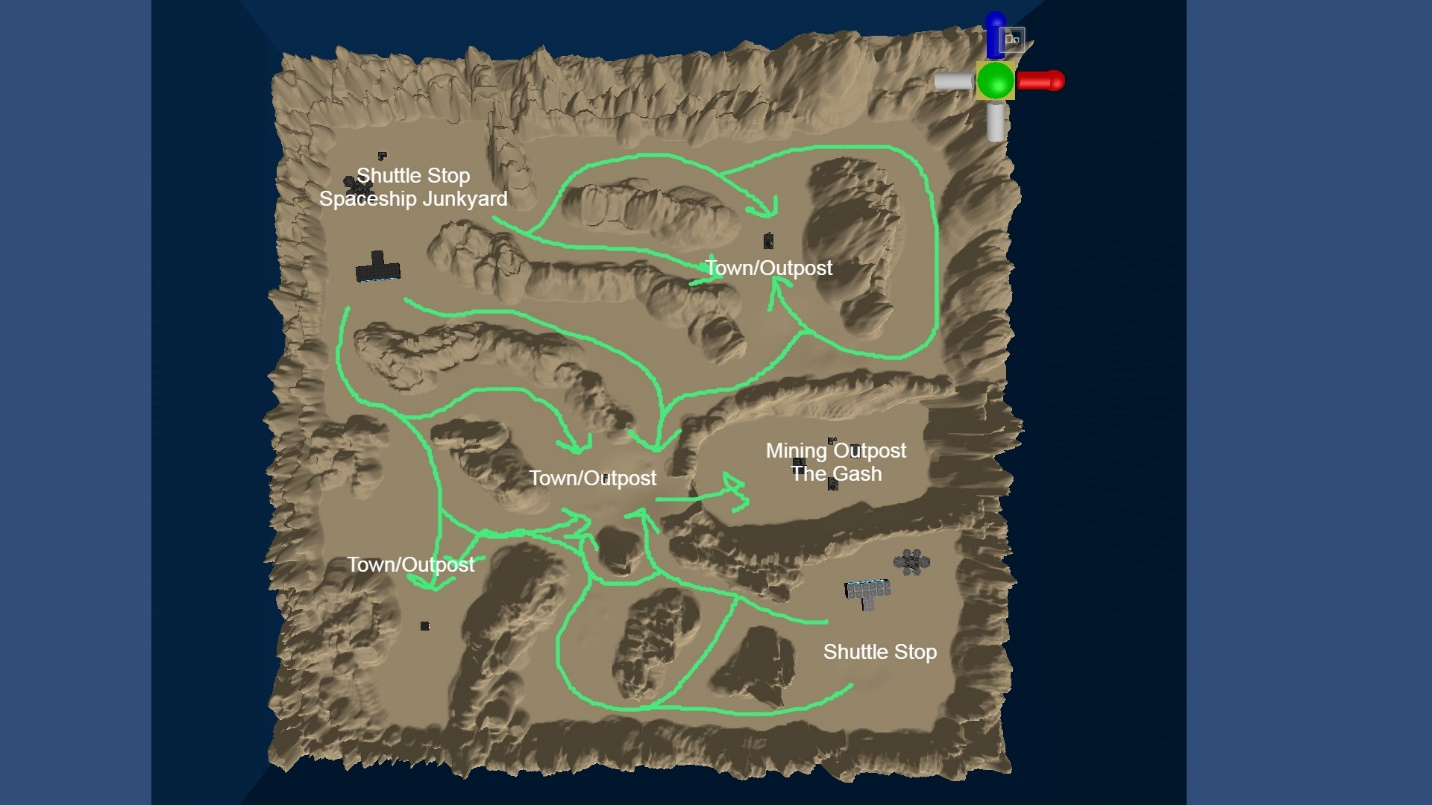 Shuttle Stop
Spaceship Junkyard
Town/Outpost
Mining Outpost
The Gash
Town/Outpost
Town/Outpost
Shuttle Stop